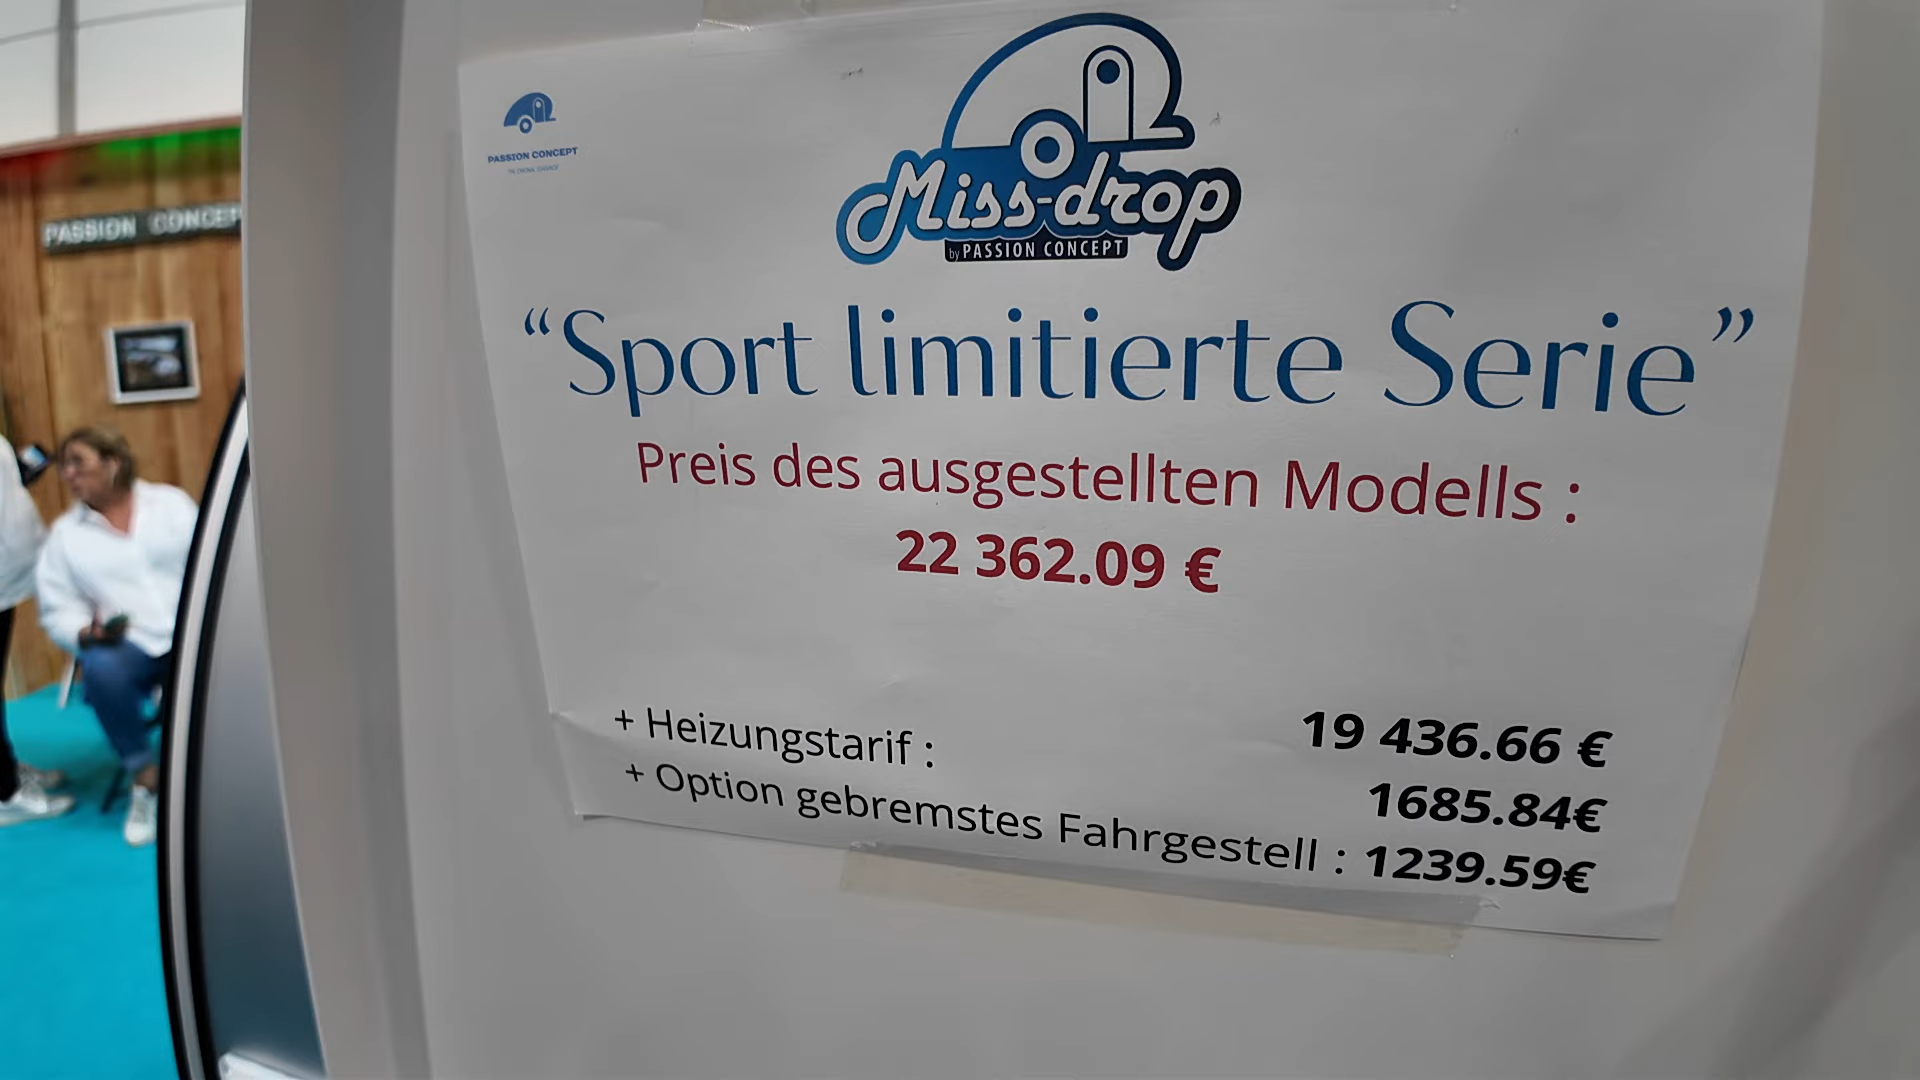 PASSION CONCEPT
Miss-drop
by PASSION CONCEPT
PASSION CONCEP
“Sport limitierte Serie”
Preis des ausgestellten Modells :
22 362.09 €
19 436.66 €
+ Heizungstarif : 1685.84€
+ Option gebremstes Fahrgestell : 1239.59€